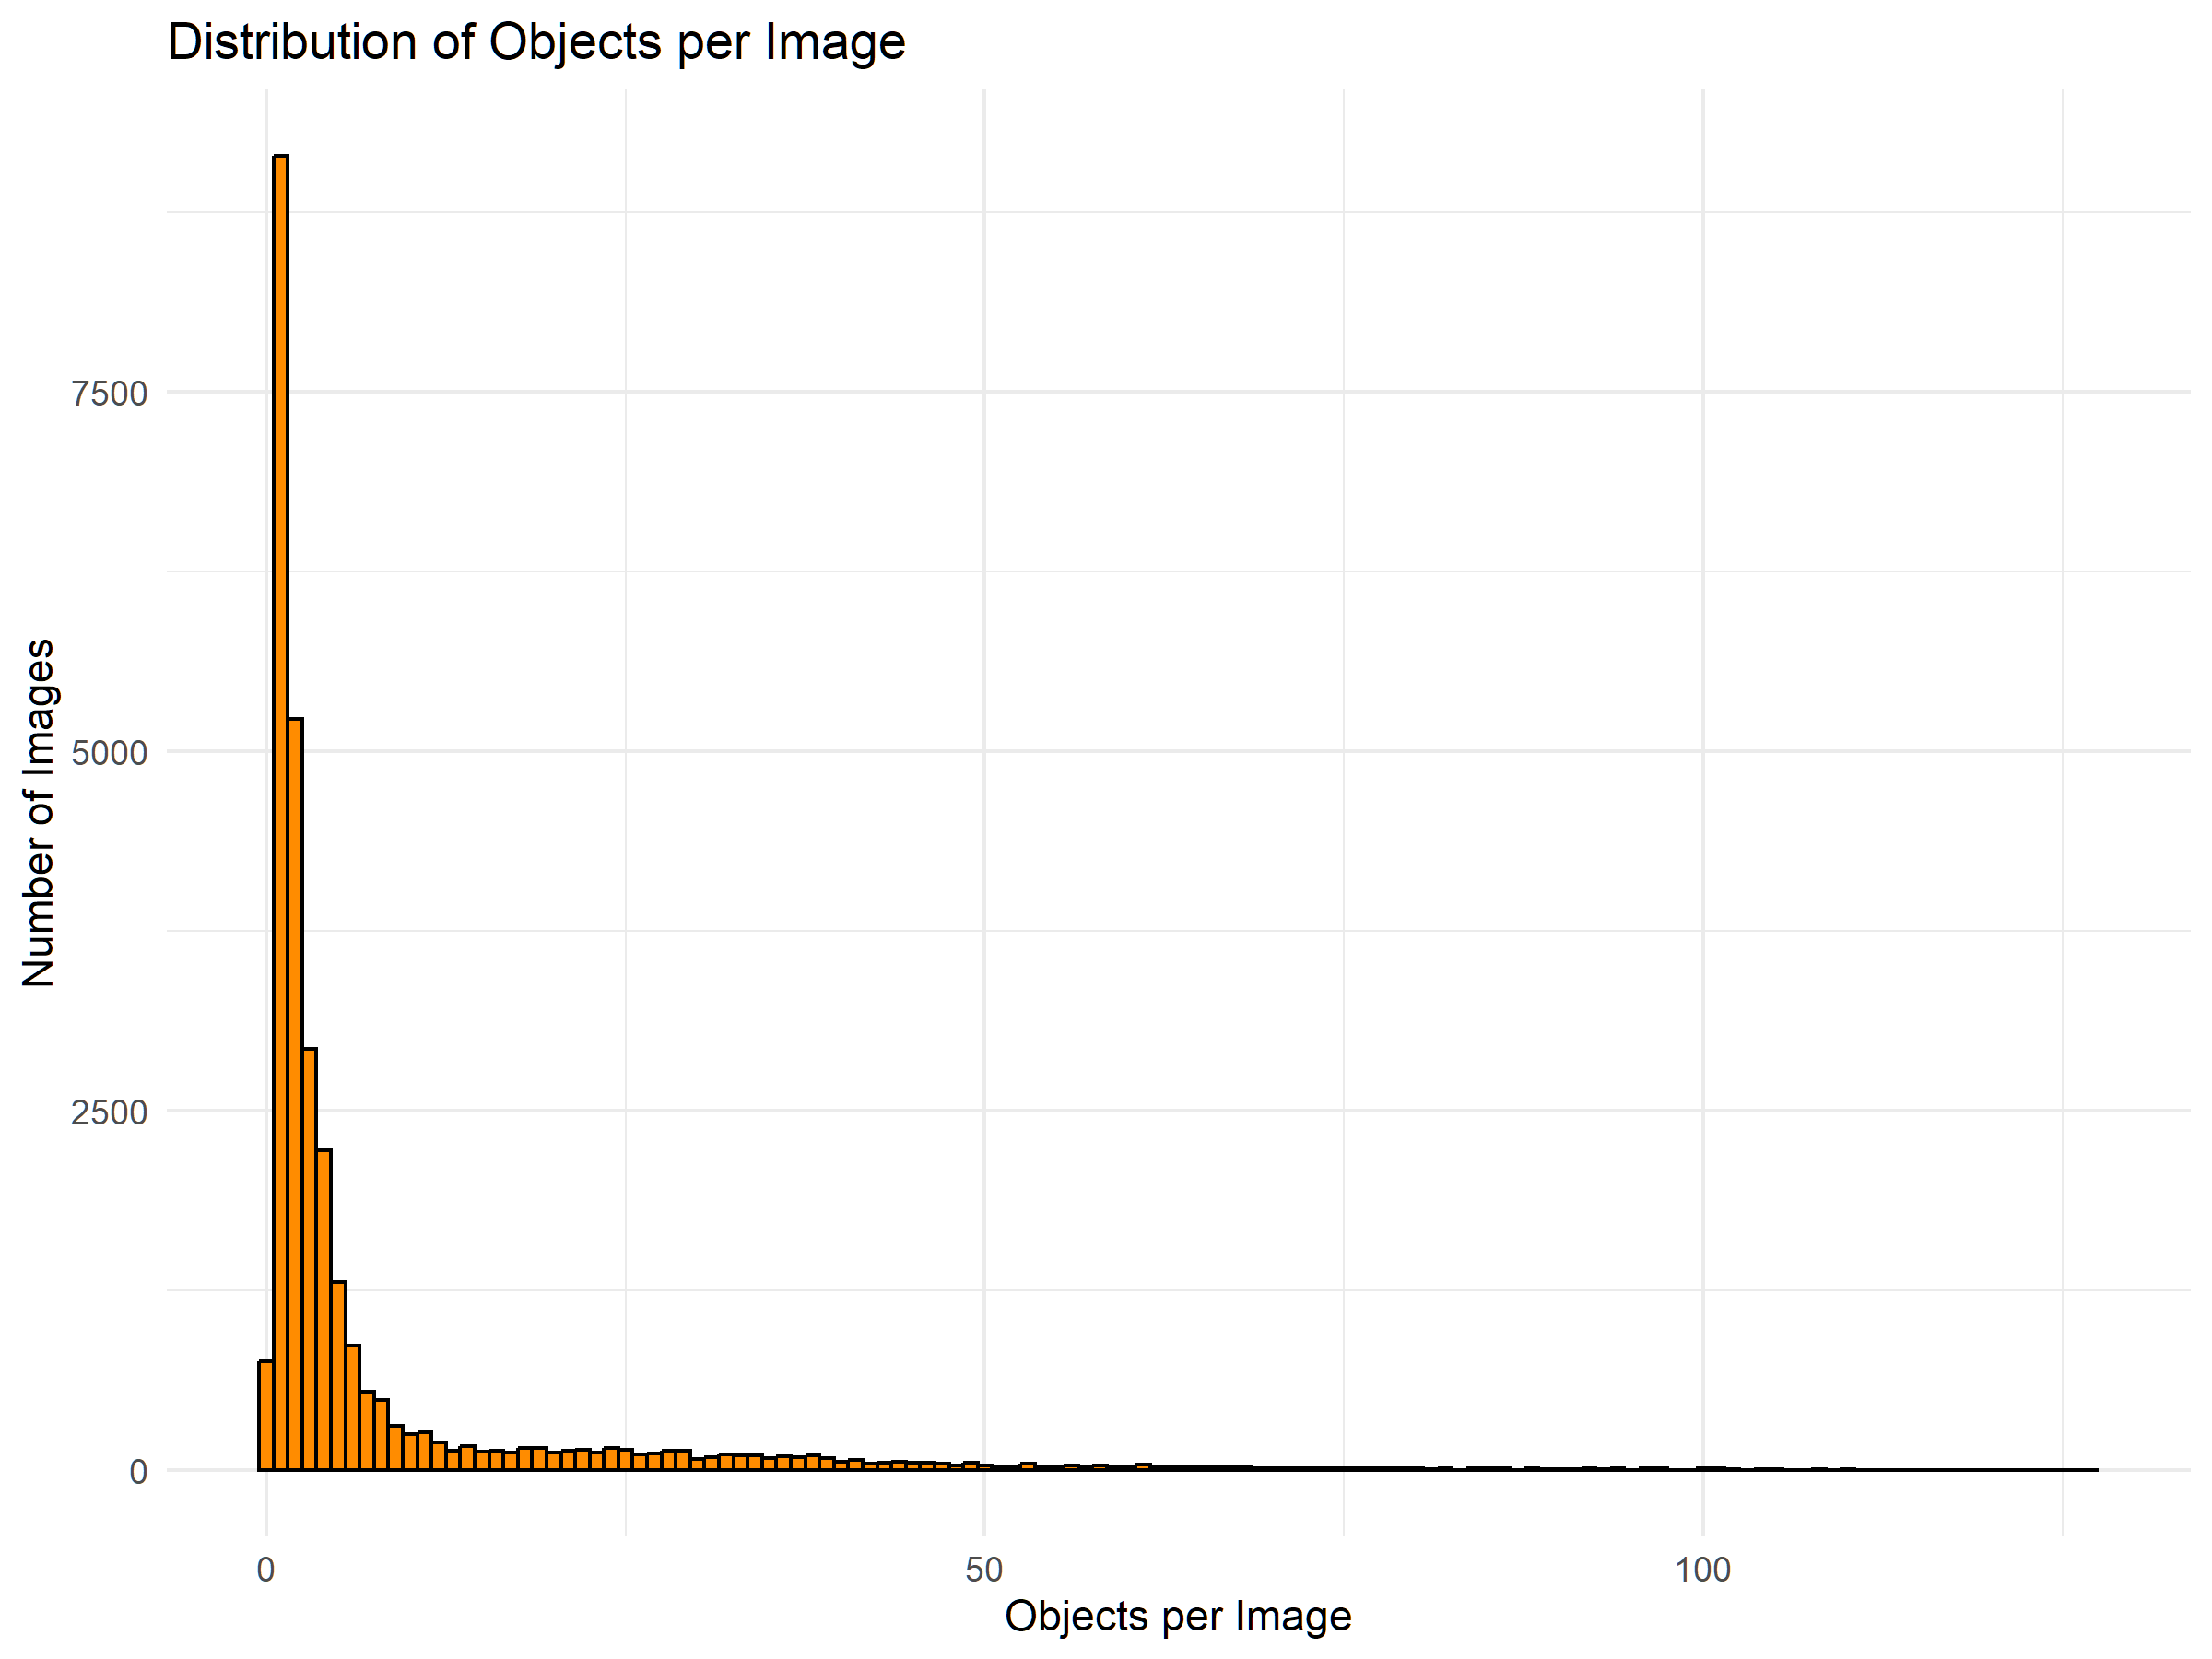 Distribution of Objects per Image
Number of Images
7500
5000
2500
0
0 50 100
Objects per Image